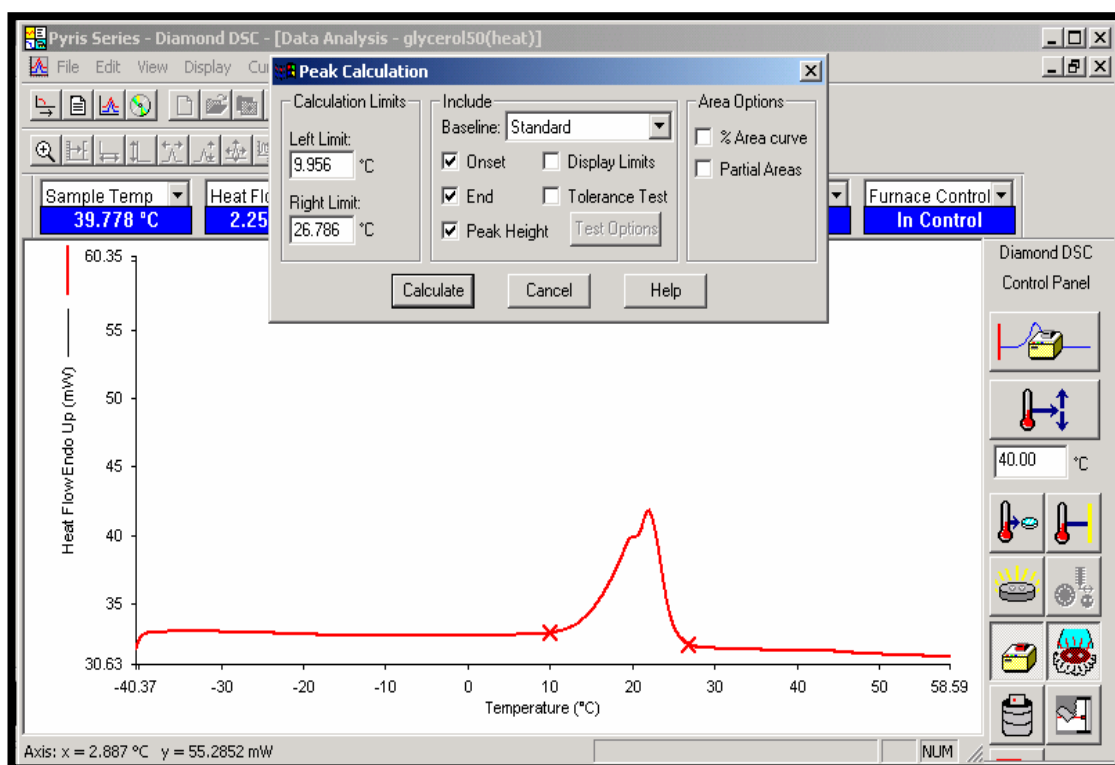 Pyris Series - Diamond DSC - [Data Analysis - glycerol50(heat)]
File Edit View Display Cu
Peak Calculation
Calculation Limits
Left Limit:
9.956 °C
Right Limit:
26.786 °C
Include
Baseline: Standard
Onset
Display Limits
End
Tolerance Test
Peak Height
Test Options
Area Options
% Area curve
Partial Areas
Calculate
Cancel
Help
Sample Temp
39.778 °C
Heat Fl
2.25
Furnace Control
In Control
Diamond DSC
Control Panel
40.00 °C
Heat Flow Endo Up (mW)
60.35
55
50
45
40
35
30.63
-40.37 -30 -20 -10 0 10 20 30 40 50 58.59
Temperature (°C)
Axis: x = 2.887 °C y = 55.2852 mW
NUM